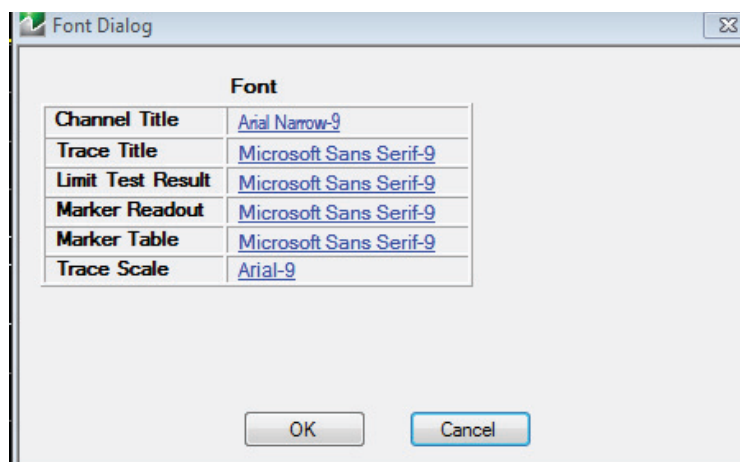 Font Dialog
Font
Channel Title Arial Narrow-9
Trace Title Microsoft Sans Serif-9
Limit Test Result Microsoft Sans Serif-9
Marker Readout Microsoft Sans Serif-9
Marker Table Microsoft Sans Serif-9
Trace Scale Arial-9
OK Cancel